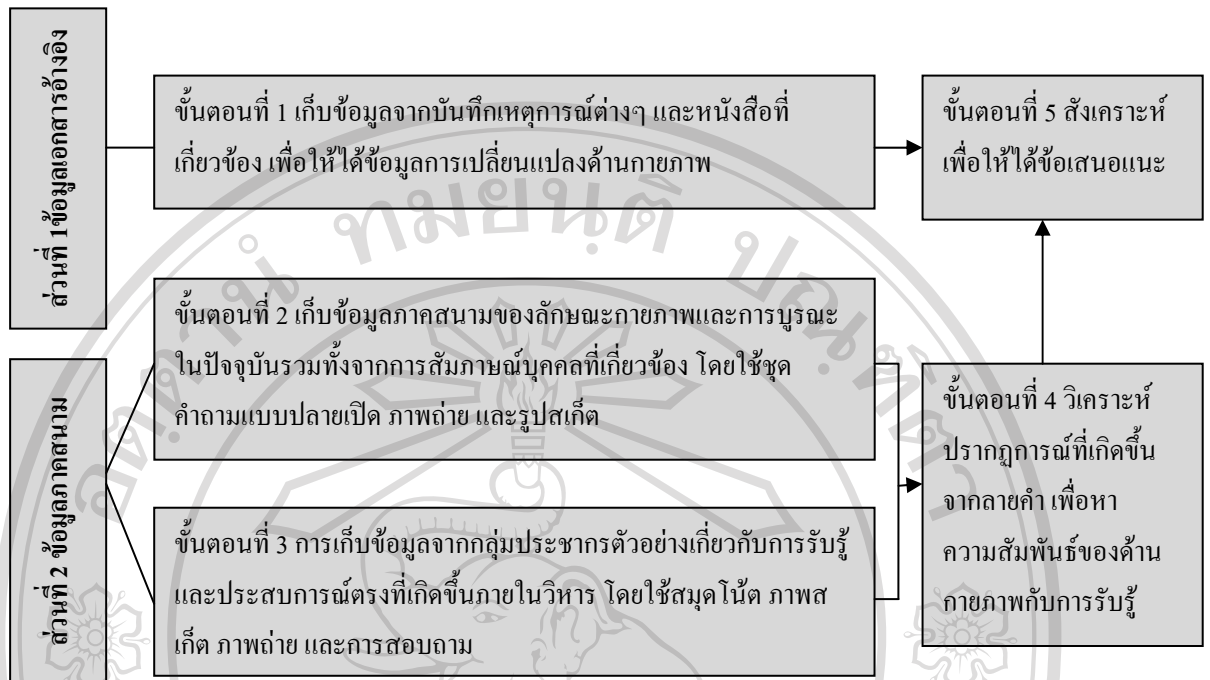 ส่วนที่ 1ข้อมูลเอกสารอ้างอิง
ขั้นตอนที่ 1 เก็บข้อมูลจากบันทึกเหตุการณ์ต่างๆ และหนังสือที่
เกี่ยวข้อง เพื่อให้ได้ข้อมูลการเปลี่ยนแปลงด้านกายภาพ
ขั้นตอนที่ 5 สังเคราะห์
เพื่อให้ได้ข้อเสนอแนะ
ส่วนที่ 2 ข้อมูลภาคสนาม
ขั้นตอนที่ 2 เก็บข้อมูลภาคสนามของลักษณะกายภาพและการบูรณะ
ในปัจจุบันรวมทั้งจากการสัมภาษณ์บุคคลที่เกี่ยวข้อง โดยใช้ชุด
คำถามแบบปลายเปิด ภาพถ่าย และรูปสเก็ต
ขั้นตอนที่ 3 การเก็บข้อมูลจากกลุ่มประชากรตัวอย่างเกี่ยวกับการรับรู้
และประสบการณ์ตรงที่เกิดขึ้นภายในวิหาร โดยใช้สมุดโน้ต ภาพส
เก็ต ภาพถ่าย และการสอบถาม
ขั้นตอนที่ 4 วิเคราะห์
ปรากฏการณ์ที่เกิดขึ้น
จากลายคำ เพื่อหา
ความสัมพันธ์ของด้าน
กายภาพกับการรับรู้
อตฺตานํ ทมยนฺติ ปณฺฑิตา